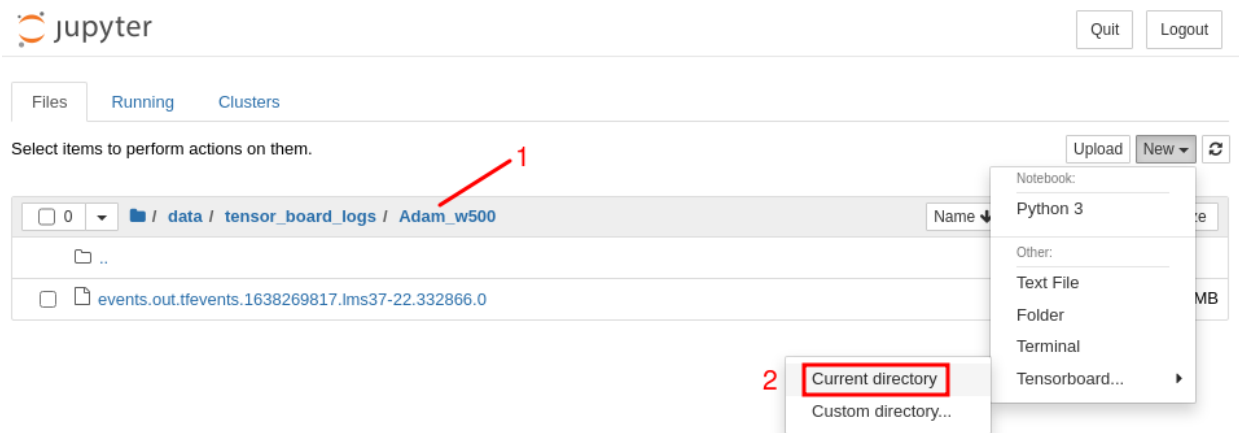 jupyter
Quit
Logout
Files
Running
Clusters
Select items to perform actions on them.
1
Upload
New
0
/ data / tensor_board_logs / Adam_w500
Name
Notebook:
Python 3
Other:
Text File
Folder
Terminal
Tensorboard...
..
events.out.tfevents.1638269817.lms37-22.332866.0
MB
2
Current directory
Custom directory...